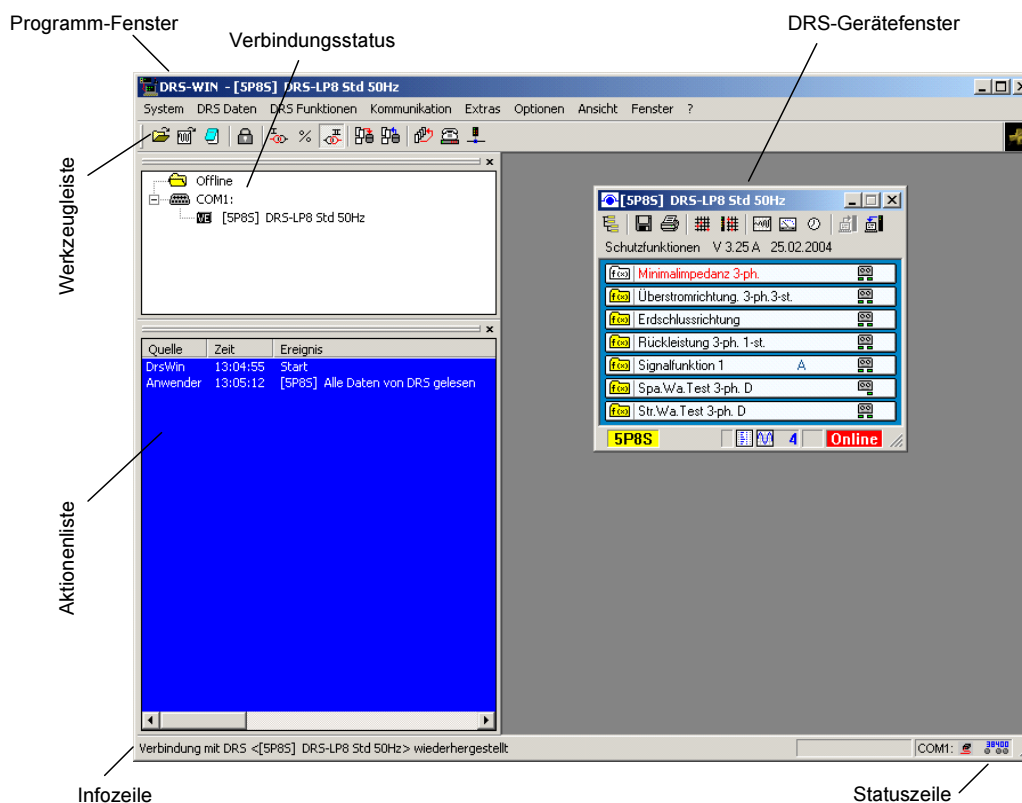 Programm-Fenster
DRS-Gerätefenster
Verbindungsstatus
DRS-WIN - [5P8S] DRS-LP8 Std 50Hz
System DRS Daten DRS Funktionen Kommunikation Extras Optionen Ansicht Fenster ?
Werkzeugleiste
Offline
COM1:
VE [5P8S] DRS-LP8 Std 50Hz
[5P8S] DRS-LP8 Std 50Hz
Schutzfunktionen V 3.25 A 25.02.2004
f(x) Minimalimpedanz 3-ph.
f(x) Überstromrichtung. 3-ph.3-st.
f(x) Erdschlussrichtung
f(x) Rückleistung 3-ph. 1-st.
f(x) Signalfunktion 1 A
f(x) Spa.Wa.Test 3-ph. D
f(x) Str.Wa.Test 3-ph. D
5P8S 4 Online
Aktionenliste
Quelle Zeit Ereignis
DrsWin 13:04:55 Start
Anwender 13:05:12 [5P8S] Alle Daten von DRS gelesen
Verbindung mit DRS <[5P8S] DRS-LP8 Std 50Hz> wiederhergestellt
COM1: 38400
Infozeile
Statuszeile